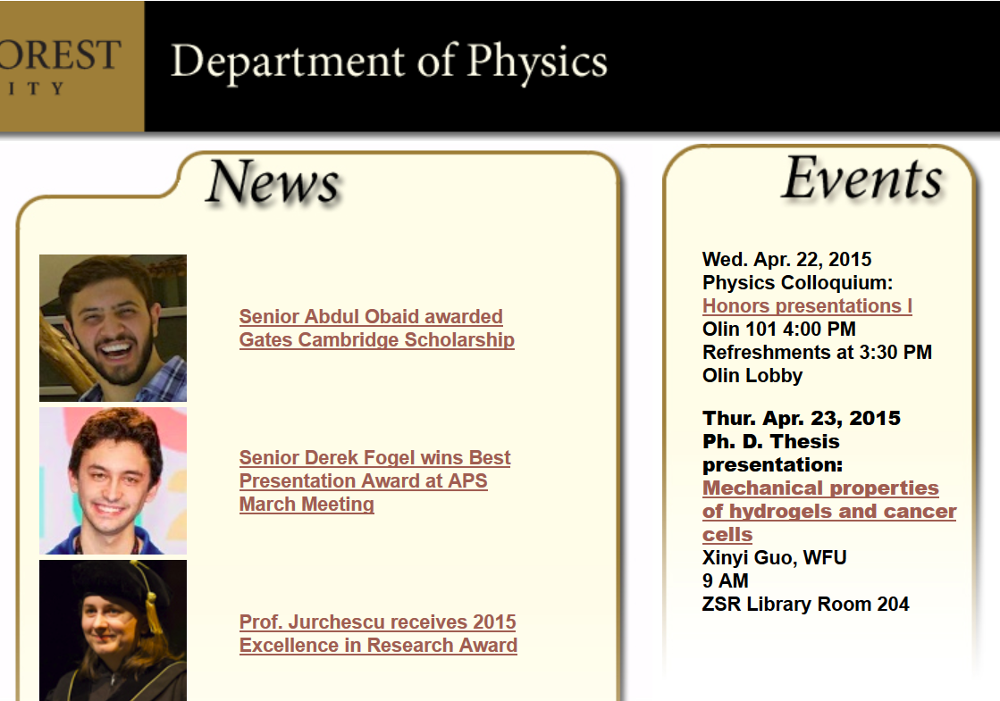 OREST
ITY
Department of Physics
News
Senior Abdul Obaid awarded
Gates Cambridge Scholarship
Senior Derek Fogel wins Best
Presentation Award at APS
March Meeting
Prof. Jurchescu receives 2015
Excellence in Research Award
Events
Wed. Apr. 22, 2015
Physics Colloquium:
Honors presentations I
Olin 101 4:00 PM
Refreshments at 3:30 PM
Olin Lobby
Thur. Apr. 23, 2015
Ph. D. Thesis
presentation:
Mechanical properties
of hydrogels and cancer
cells
Xinyi Guo, WFU
9 AM
ZSR Library Room 204